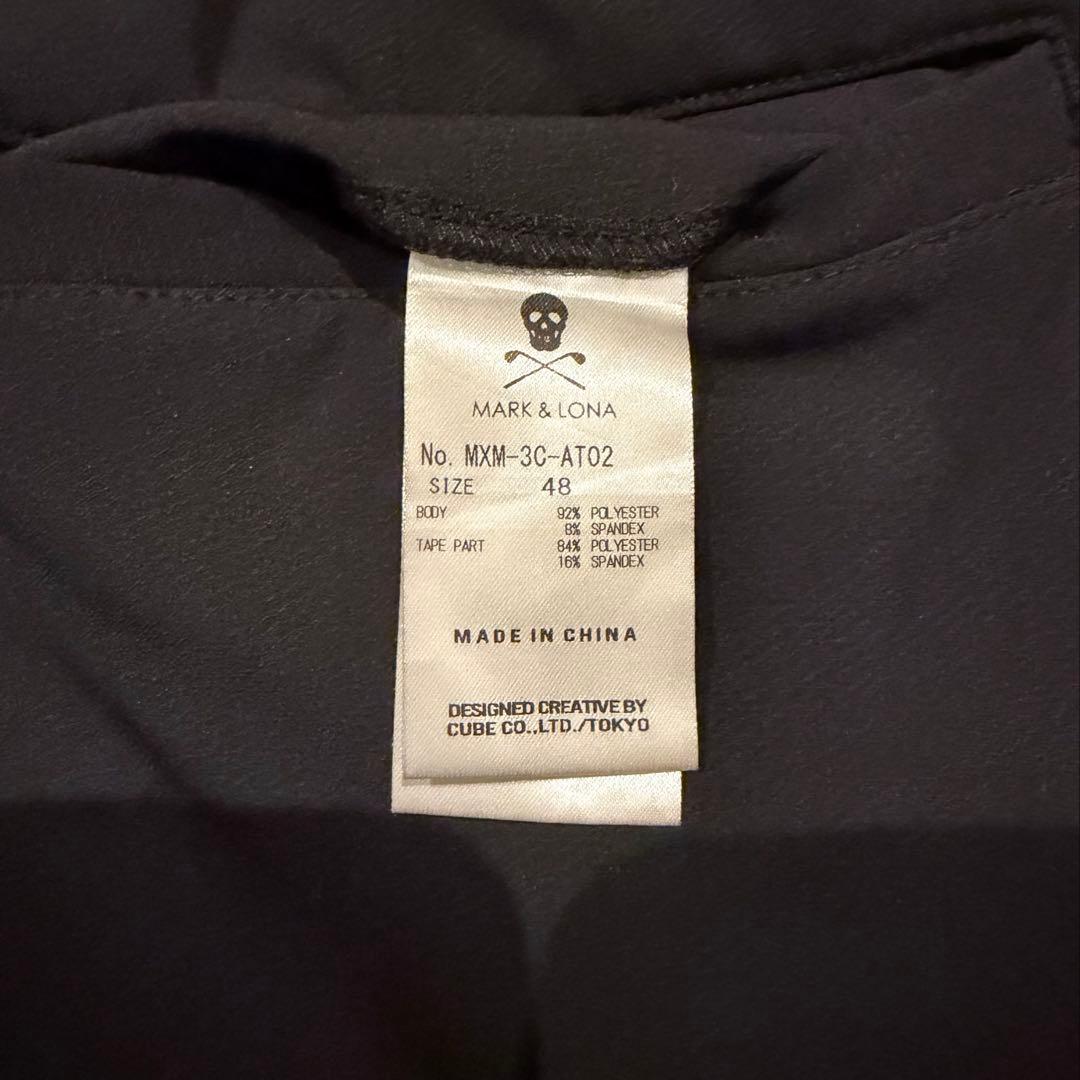 MARK & LONA
No. MXM-3C-AT02
SIZE 48
BODY 92% POLYESTER
8% SPANDEX
TAPE PART 84% POLYESTER
16% SPANDEX
MADE IN CHINA
DESIGNED CREATIVE BY
CUBE CO.,LTD./TOKYO